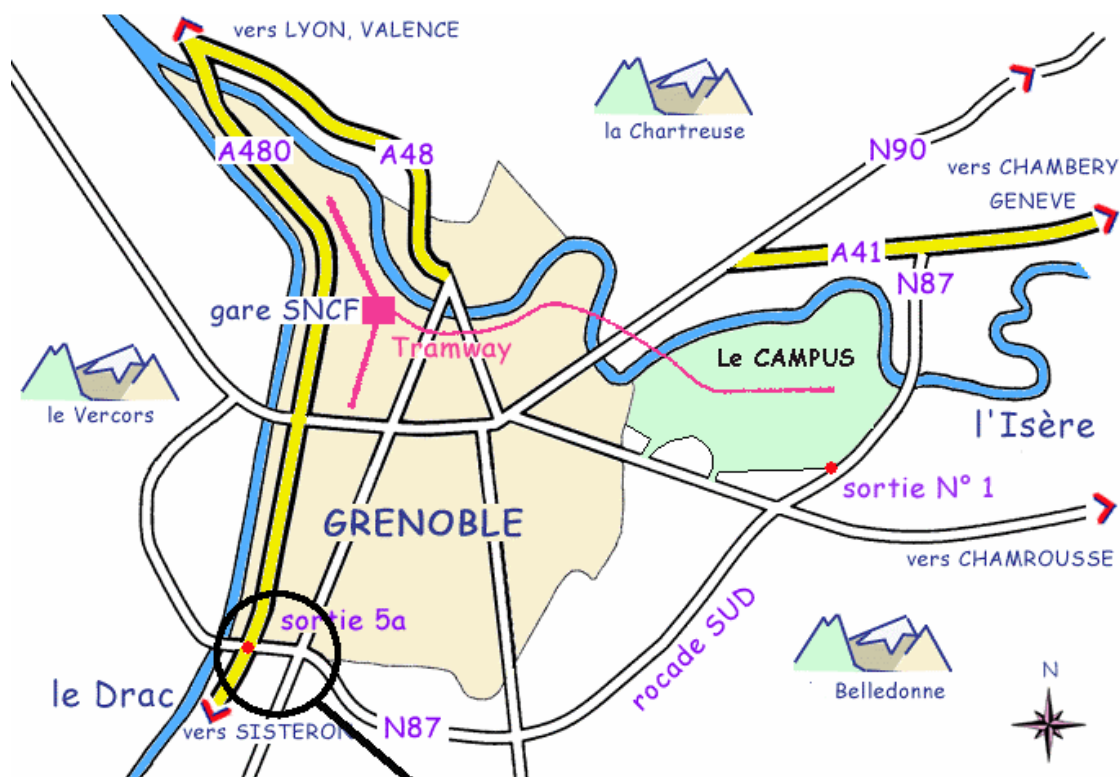 vers LYON, VALENCE
la Chartreuse
A480
A48
N90
vers CHAMBERY
GENEVE
A41
N87
gare SNCF
Tramway
Le CAMPUS
le Vercors
l'Isère
sortie N° 1
GRENOBLE
vers CHAMROUSSE
sortie 5a
rocade SUD
Belledonne
le Drac
N
N87
vers SISTERON